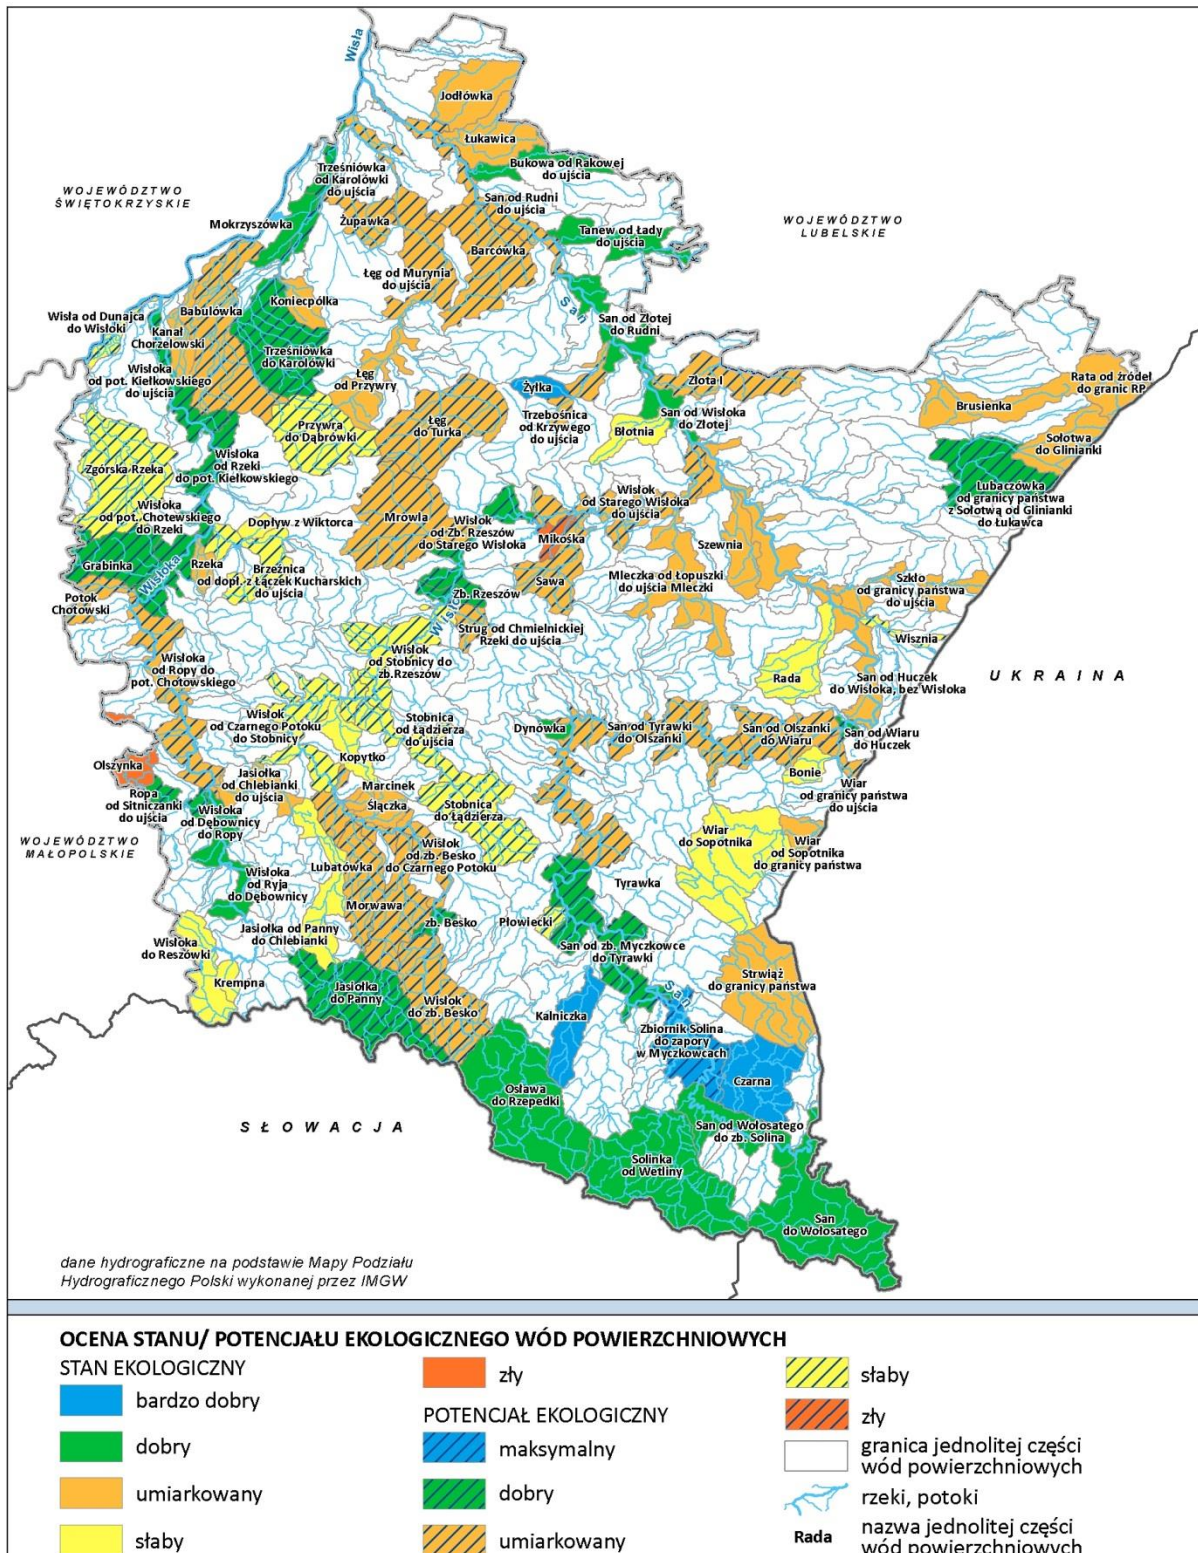 Wisła
Jodłówka
Łukawica
Bukowa od Rakowej
do ujścia
Trześniówka
od Karolówki
do ujścia
WOJEWÓDZTWO
ŚWIĘTOKRZYSKIE
San od Rudni
do ujścia
WOJEWÓDZTWO
LUBELSKIE
Mokrzyszówka
Żupawka
Tanew od Łady
do ujścia
Barcówka
Łęg od Murynia
do ujścia
San
Koniecpólka
Babulówka
Wisła od Dunajca
do Wisłoki
Kanał
Chorzelowski
San od Złotej
do Rudni
Trześniówka
do Karolówki
Wisłoka
od pot. Kiełkowskiego
do ujścia
Łęg
od Przywry
Żyłka
Złota I
Rata od źródeł
do granic RP
Brusienka
Trzebośnica
od Krzywego
do ujścia
San od Wisłoka
do Złotej
Łęg
do Turka
Przywra
do Dąbrówki
Błotnia
Sołotwa
do Glinianki
Wisłoka
od Rzeki
do pot. Kiełkowskiego
Zgórska Rzeka
Lubaczówka
od granicy państwa
z Sołotwą od Glinianki
do Łukawca
Wisłok
od Starego Wisłoka
do ujścia
Wisłoka
od pot. Chotewskiego
do Rzeki
Dopływ z Wiktorca
Mrówla
Wisłok
od Zb. Rzeszów
do Starego Wisłoka
Mikośka
Szewnia
Grabinka
Wisłoka
Rzeka
Brzeźnica
od dopł. z Łączek Kucharskich
do ujścia
Sawa
Mleczka od Łopuszki
do ujścia Mleczki
Szkło
od granicy państwa
do ujścia
Potok
Chotowski
Zb. Rzeszów
Strug od Chmielnickiej
Rzeki do ujścia
Wisznia
Wisłok
od Stobnicy do
zb.Rzeszów
Wisłoka
od Ropy do
pot. Chotowskiego
Rada
San od Huczek
do Wisłoka, bez Wisłoka
UKRAINA
Wisłok
od Czarnego Potoku
do Stobnicy
Stobnica
od Łądzierza
do ujścia
Dynówka
San od Tyrawki
do Olszanki
San od Olszanki
do Wiaru
San od Wiaru
do Huczek
Olszynka
Kopytko
Bonie
Jasiołka
od Chlebianki
do ujścia
Marcinek
Ślączka
Wiar
od granicy państwa
do ujścia
Ropa
od Sitniczanki
do ujścia
Wisłoka
od Dębownicy
do Ropy
Stobnica
do Łądzierza
WOJEWÓDZTWO
MAŁOPOLSKIE
Wiar
do Sopotnika
Wiar
od Sopotnika
do granicy państwa
Wisłok
od zb. Besko
do Czarnego Potoku
Lubatówka
Wisłoka
od Ryja
do Dębownicy
Tyrawka
Morwawa
Jasiołka od Panny
do Chlebianki
zb. Besko
Płowiecki
Wisłoka
do Reszówki
San od zb. Myczkowce
do Tyrawki
Krempna
Jasiołka
do Panny
Strwiąż
do granicy państwa
Wisłok
do zb. Besko
San
Kalniczka
Zbiornik Solina
do zapory
w Myczkowcach
Czarna
Osława
do Rzepedki
SŁOWACJA
San od Wołosatego
do zb. Solina
Solinka
od Wetliny
San
do Wołosatego
dane hydrograficzne na podstawie Mapy Podziału
Hydrograficznego Polski wykonanej przez IMGW
OCENA STANU/ POTENCJAŁU EKOLOGICZNEGO WÓD POWIERZCHNIOWYCH
STAN EKOLOGICZNY
bardzo dobry
dobry
umiarkowany
słaby
zły
POTENCJAŁ EKOLOGICZNY
maksymalny
dobry
umiarkowany
słaby
zły
granica jednolitej części
wód powierzchniowych
rzeki, potoki
Rada
nazwa jednolitej części
wód powierzchniowych